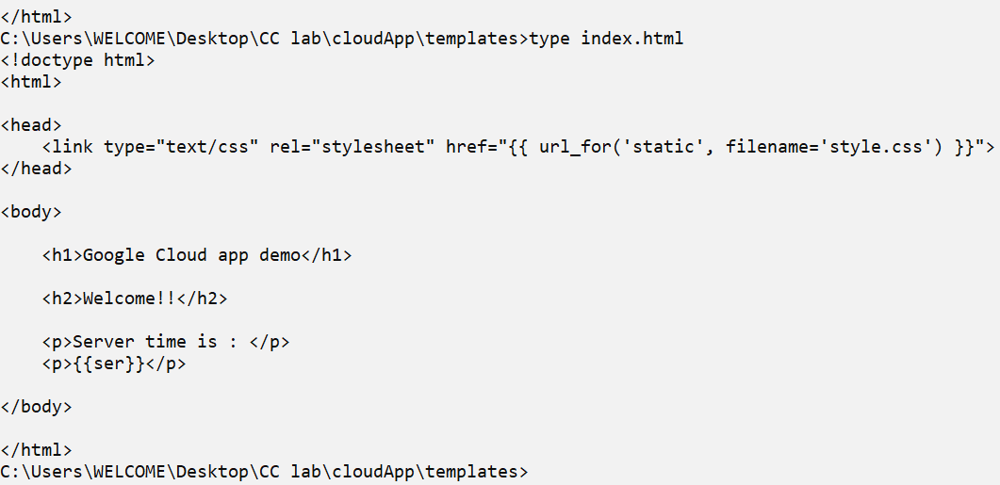 </html>
C:\Users\WELCOME\Desktop\CC lab\cloudApp\templates>type index.html
<!doctype html>
<html>
<head>
    <link type="text/css" rel="stylesheet" href="{{ url_for('static', filename='style.css') }}">
</head>
<body>
    <h1>Google Cloud app demo</h1>
    <h2>Welcome!!</h2>
    <p>Server time is : </p>
    <p>{{ser}}</p>
</body>
</html>
C:\Users\WELCOME\Desktop\CC lab\cloudApp\templates>